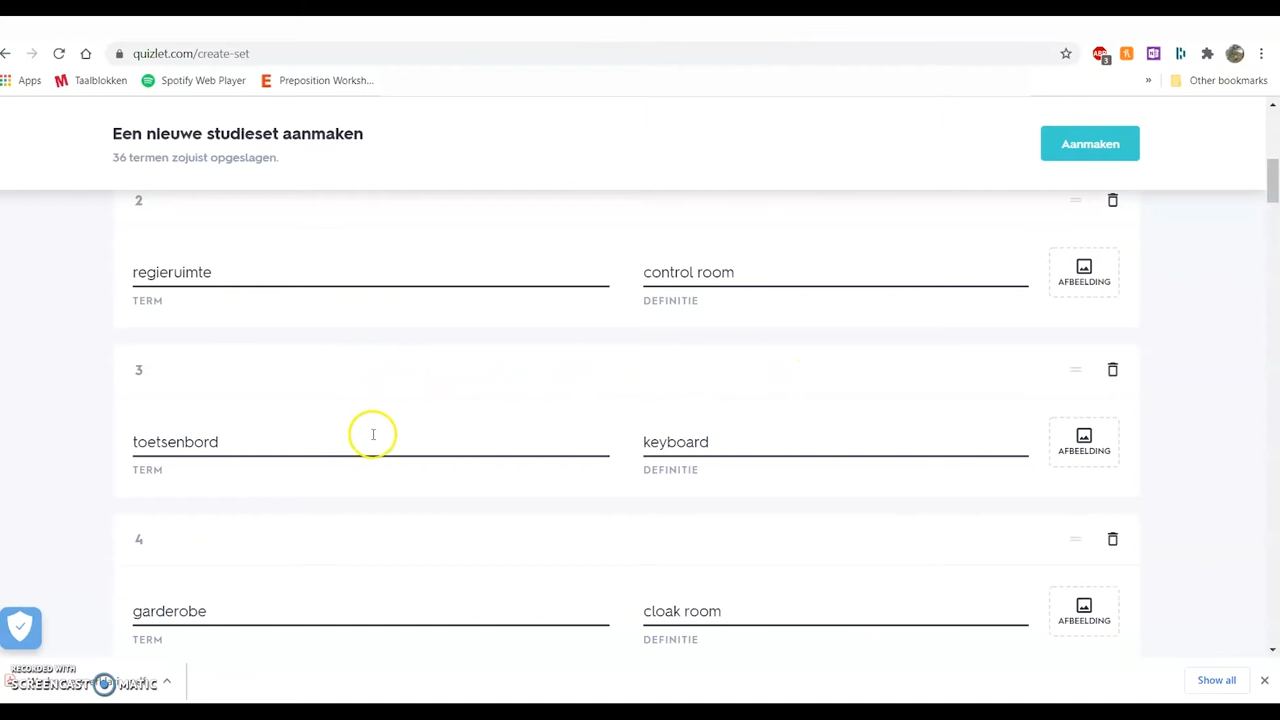 quizlet.com/create-set
3
Apps
Taalblokken
Spotify Web Player
Preposition Worksh...
»
Other bookmarks
Een nieuwe studieset aanmaken
36 termen zojuist opgeslagen.
Aanmaken
2
regieruimte
control room
AFBEELDING
TERM
DEFINITIE
3
toetsenbord
keyboard
AFBEELDING
TERM
DEFINITIE
4
garderobe
cloak room
AFBEELDING
TERM
DEFINITIE
RECORDED WITH
SCREENCAST MATIC
Show all